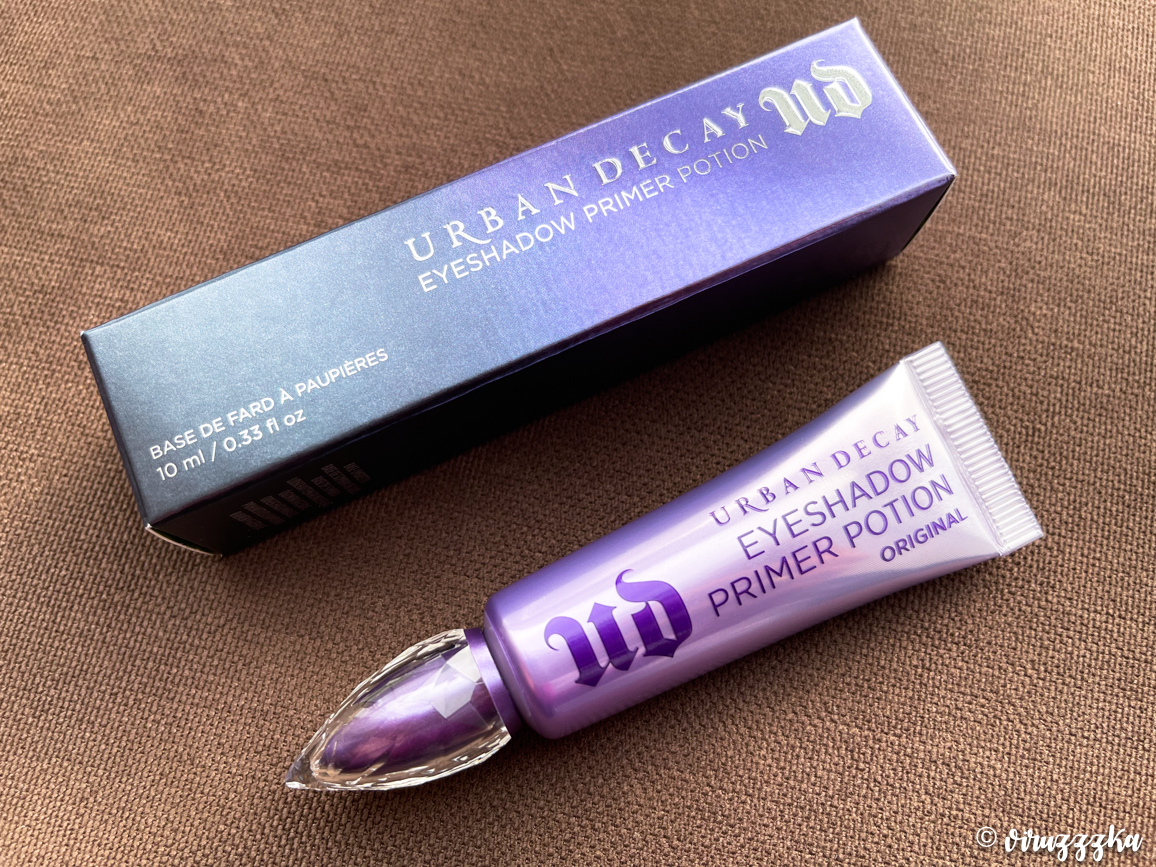 URBAN DECAY
EYESHADOW PRIMER POTION
UD
BASE DE FARD À PAUPIÈRES
10 ml / 0.33 fl oz
URBAN DECAY
EYESHADOW
PRIMER POTION
ORIGINAL
UD
© viruzzzka